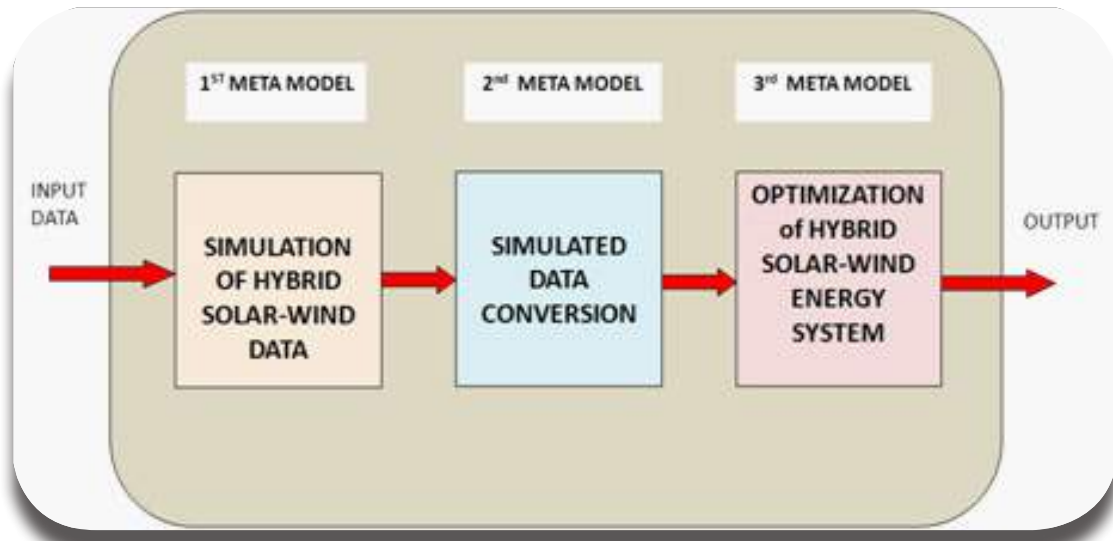 1ST META MODEL
2nd META MODEL
3rd META MODEL
INPUT
DATA
SIMULATION
OF HYBRID
SOLAR-WIND
DATA
SIMULATED
DATA
CONVERSION
OPTIMIZATION
of HYBRID
SOLAR-WIND
ENERGY
SYSTEM
OUTPUT